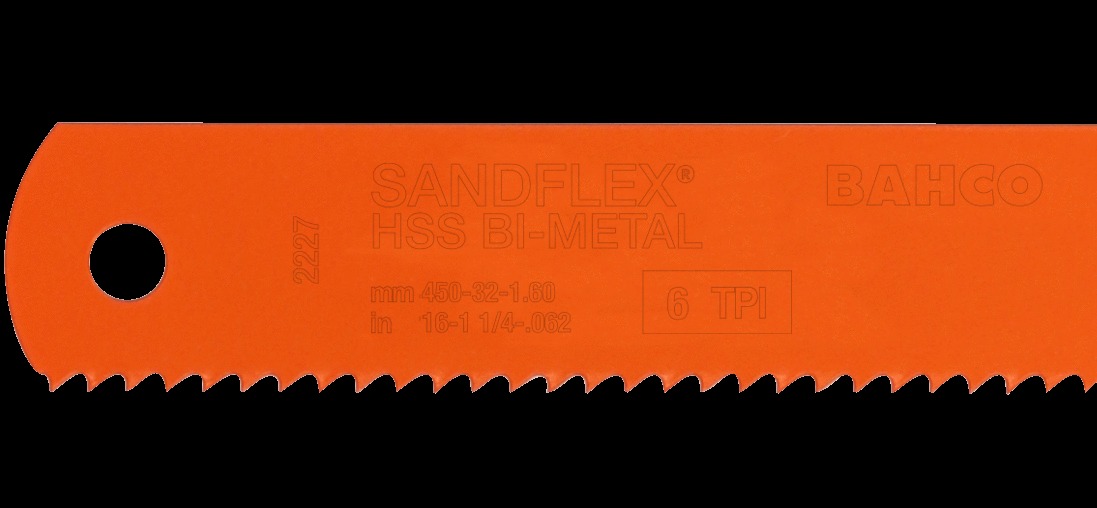 SANDFLEX®
HSS BI-METAL
BAHCO
2227
mm 450-32-1.60
in 16-1 1/4-.062
6 TPI